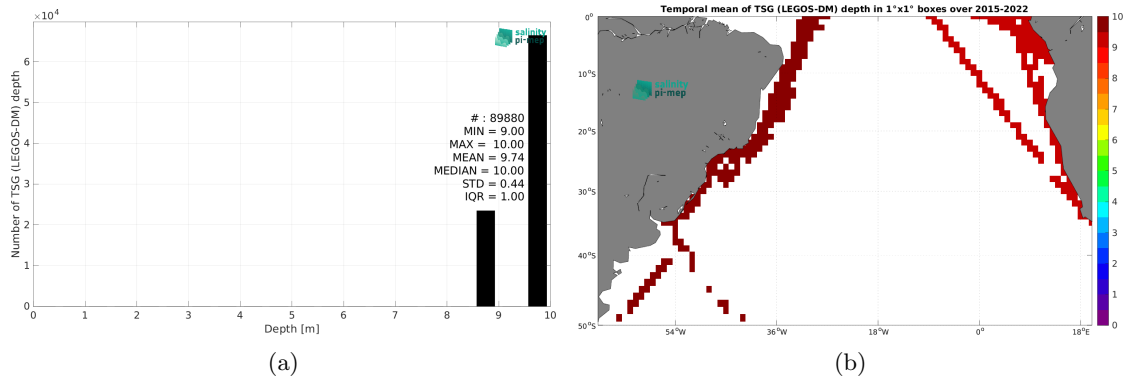 ×10⁴
salinity
pi-mep
6
5
4
3
2
1
0
Number of TSG (LEGOS-DM) depth
# : 89880
MIN = 9.00
MAX = 10.00
MEAN = 9.74
MEDIAN = 10.00
STD = 0.44
IQR = 1.00
0 1 2 3 4 5 6 7 8 9 10
Depth [m]
(a)
Temporal mean of TSG (LEGOS-DM) depth in 1°x1° boxes over 2015-2022
0°
10°S
20°S
30°S
40°S
50°S
salinity
pi-mep
54°W 36°W 18°W 0° 18°E
10
9
8
7
6
5
4
3
2
1
0
(b)